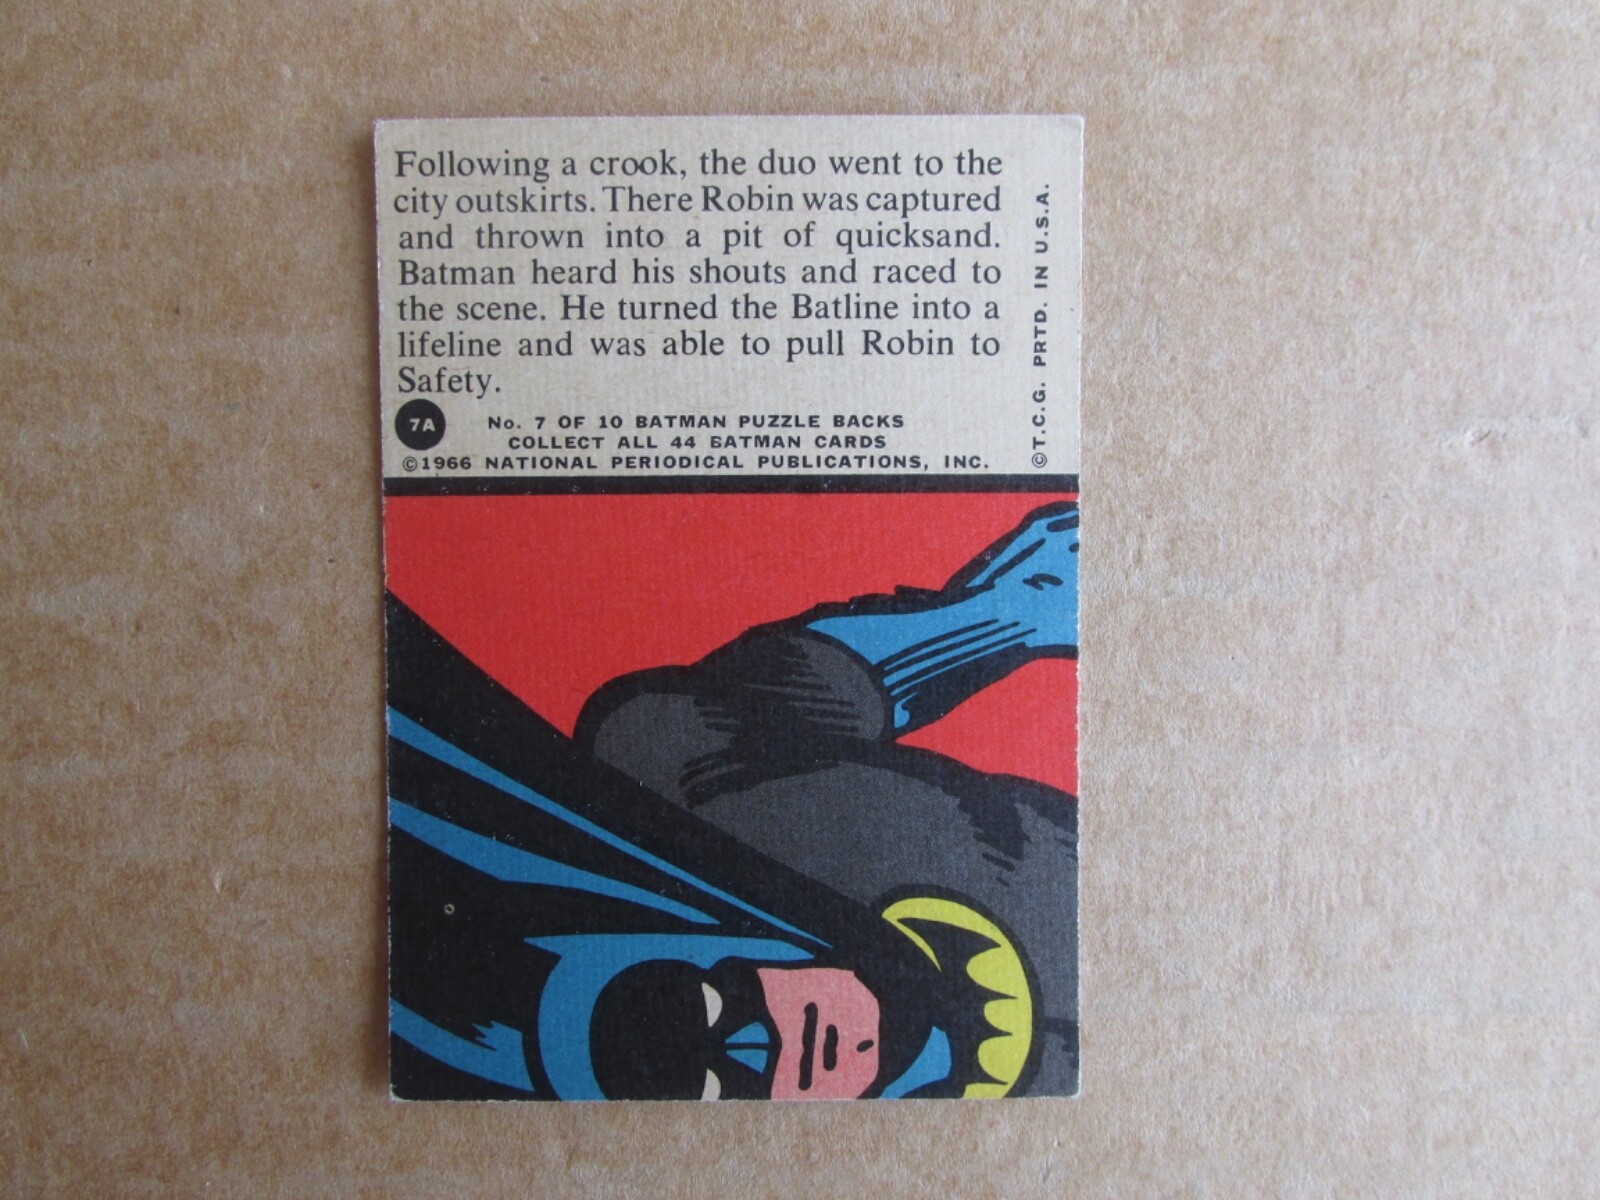 Following a crook, the duo went to the
city outskirts. There Robin was captured
and thrown into a pit of quicksand.
Batman heard his shouts and raced to
the scene. He turned the Batline into a
lifeline and was able to pull Robin to
Safety.
7A
No. 7 OF 10 BATMAN PUZZLE BACKS
COLLECT ALL 44 BATMAN CARDS
©1966 NATIONAL PERIODICAL PUBLICATIONS, INC.
©T.C.G. PRTD. IN U.S.A.